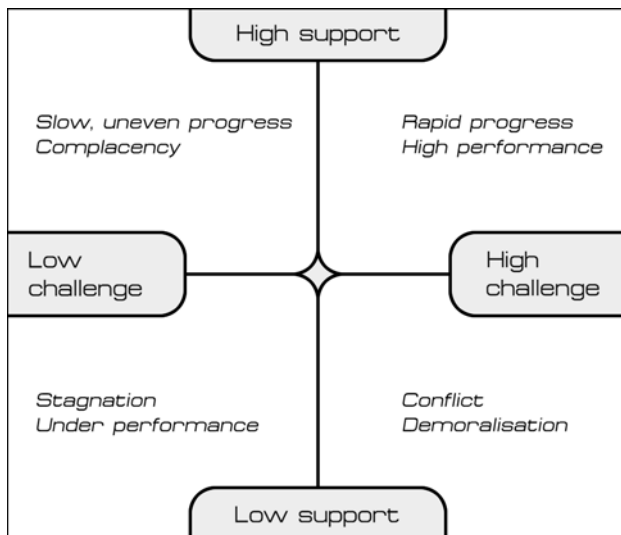 High support
Slow, uneven progress
Complacency
Rapid progress
High performance
Low
challenge
High
challenge
Stagnation
Under performance
Conflict
Demoralisation
Low support